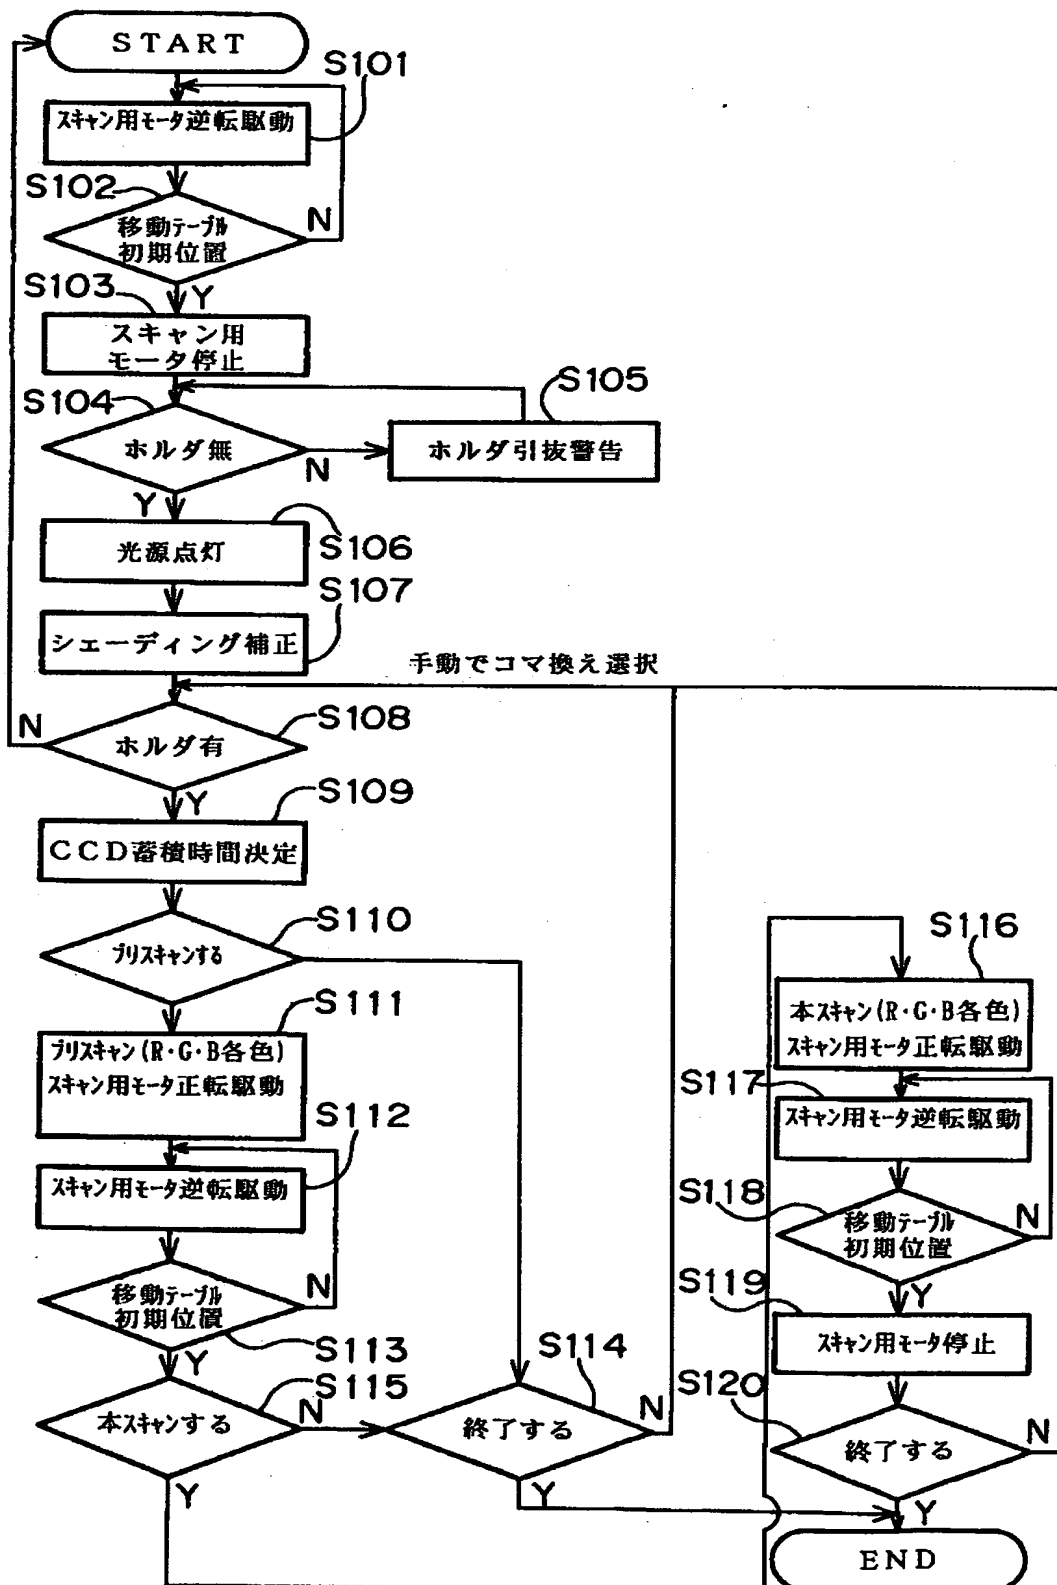 START
S101
スキャン用モータ逆転駆動
S102
移動テーブル
初期位置
N
Y
S103
スキャン用
モータ停止
S104
ホルダ無
N
Y
S105
ホルダ引抜警告
S106
光源点灯
S107
シェーディング補正
手動でコマ換え選択
S108
ホルダ有
N
Y
S109
CCD蓄積時間決定
S110
プリスキャンする
S111
プリスキャン(R・G・B各色)
スキャン用モータ正転駆動
S112
スキャン用モータ逆転駆動
S113
移動テーブル
初期位置
N
Y
S115
本スキャンする
N
Y
S114
終了する
N
Y
S116
本スキャン(R・G・B各色)
スキャン用モータ正転駆動
S117
スキャン用モータ逆転駆動
S118
移動テーブル
初期位置
N
Y
S119
スキャン用モータ停止
S120
終了する
N
Y
END